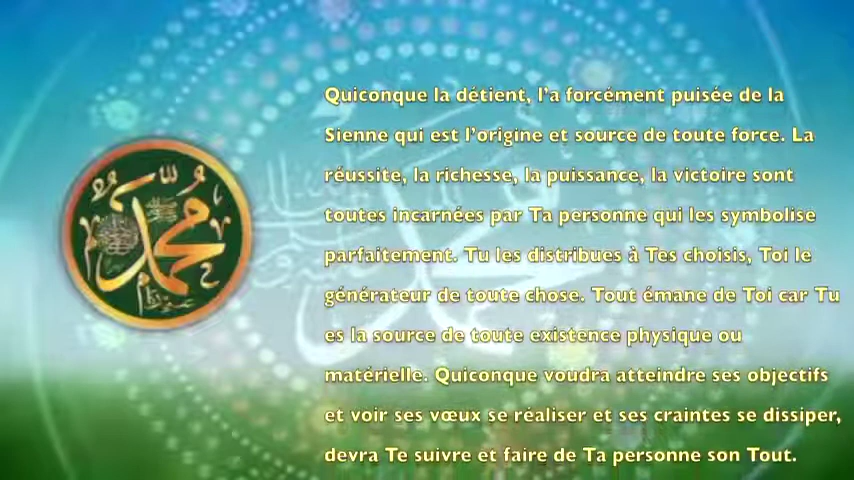 محمد
Quiconque la détient, l'a forcément puisée de la
Sienne qui est l'origine et source de toute force. La
réussite, la richesse, la puissance, la victoire sont
toutes incarnées par Ta personne qui les symbolise
parfaitement. Tu les distribues à Tes choisis, Toi le
générateur de toute chose. Tout émane de Toi car Tu
es la source de toute existence physique ou
matérielle. Quiconque voudra atteindre ses objectifs
et voir ses vœux se réaliser et ses craintes se dissiper,
devra Te suivre et faire de Ta personne son Tout.